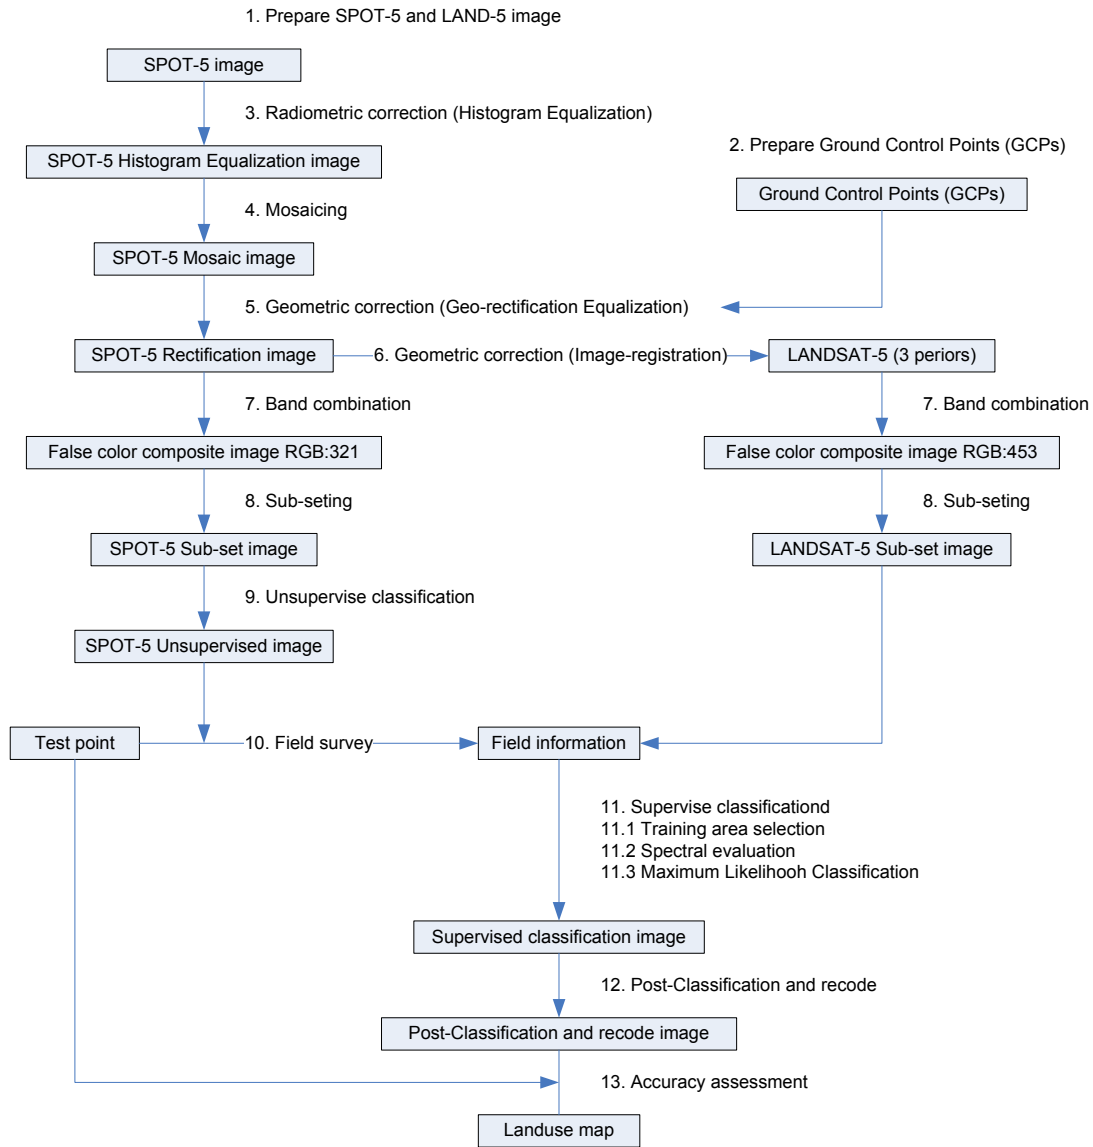 1. Prepare SPOT-5 and LAND-5 image
SPOT-5 image
3. Radiometric correction (Histogram Equalization)
2. Prepare Ground Control Points (GCPs)
SPOT-5 Histogram Equalization image
Ground Control Points (GCPs)
4. Mosaicing
SPOT-5 Mosaic image
5. Geometric correction (Geo-rectification Equalization)
SPOT-5 Rectification image
6. Geometric correction (Image-registration)
LANDSAT-5 (3 periors)
7. Band combination
7. Band combination
False color composite image RGB:321
False color composite image RGB:453
8. Sub-seting
8. Sub-seting
SPOT-5 Sub-set image
LANDSAT-5 Sub-set image
9. Unsupervise classification
SPOT-5 Unsupervised image
Test point
10. Field survey
Field information
11. Supervise classificationd
11.1 Training area selection
11.2 Spectral evaluation
11.3 Maximum Likelihooh Classification
Supervised classification image
12. Post-Classification and recode
Post-Classification and recode image
13. Accuracy assessment
Landuse map